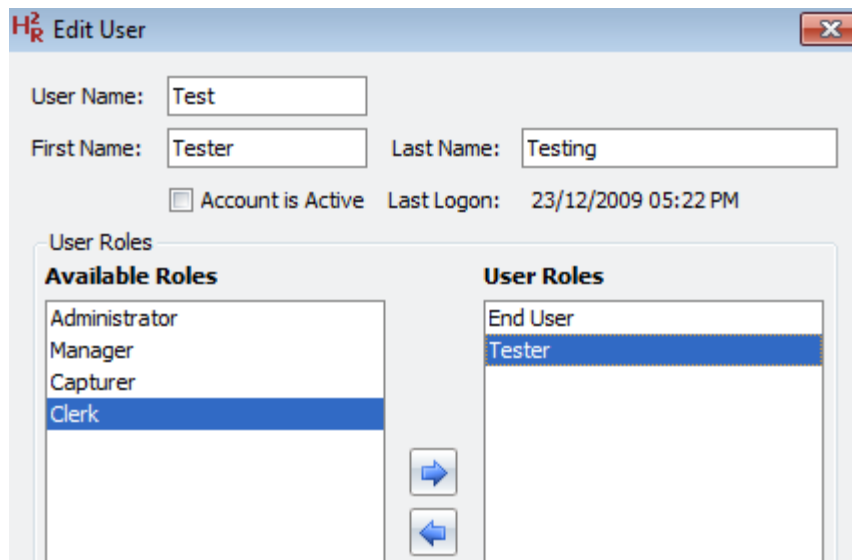 H2R Edit User
User Name: Test
First Name: Tester Last Name: Testing
Account is Active Last Logon: 23/12/2009 05:22 PM
User Roles
Available Roles User Roles
Administrator End User
Manager Tester
Capturer
Clerk